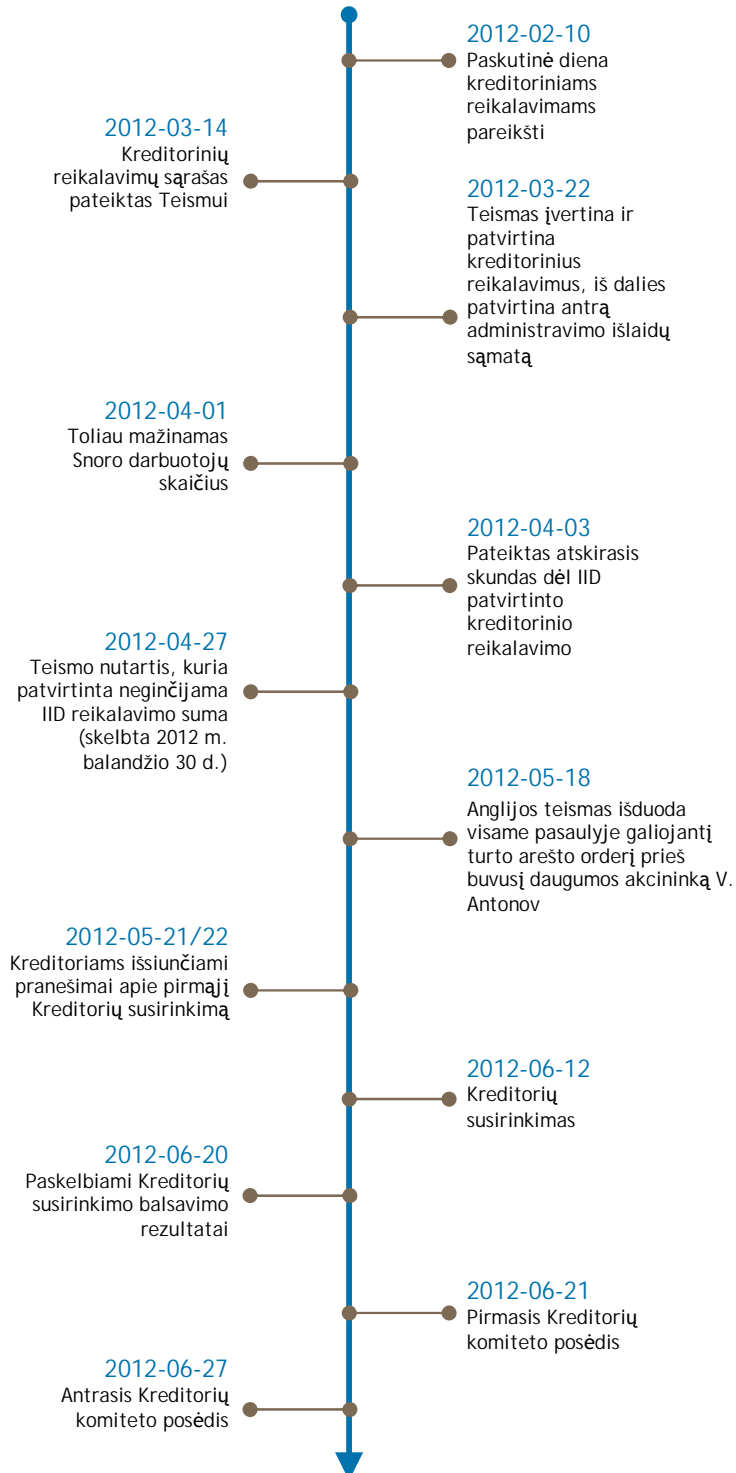 2012-02-10
Paskutinė diena
kreditoriniams
reikalavimams
pareikšti
2012-03-14
Kreditorinių
reikalavimų sąrašas
pateiktas Teismui
2012-03-22
Teismas įvertina ir
patvirtina
kreditorinius
reikalavimus, iš dalies
patvirtina antrą
administravimo išlaidų
sąmatą
2012-04-01
Toliau mažinamas
Snoro darbuotojų
skaičius
2012-04-03
Pateiktas atskirasis
skundas dėl IID
patvirtinto
kreditorinio
reikalavimo
2012-04-27
Teismo nutartis, kuria
patvirtinta neginčijama
IID reikalavimo suma
(skelbta 2012 m.
balandžio 30 d.)
2012-05-18
Anglijos teismas išduoda
visame pasaulyje galiojantį
turto arešto orderį prieš
buvusį daugumos akcininką V.
Antonov
2012-05-21/22
Kreditoriams išsiunčiami
pranešimai apie pirmąjį
Kreditorių susirinkimą
2012-06-12
Kreditorių
susirinkimas
2012-06-20
Paskelbiami Kreditorių
susirinkimo balsavimo
rezultatai
2012-06-21
Pirmasis Kreditorių
komiteto posėdis
2012-06-27
Antrasis Kreditorių
komiteto posėdis